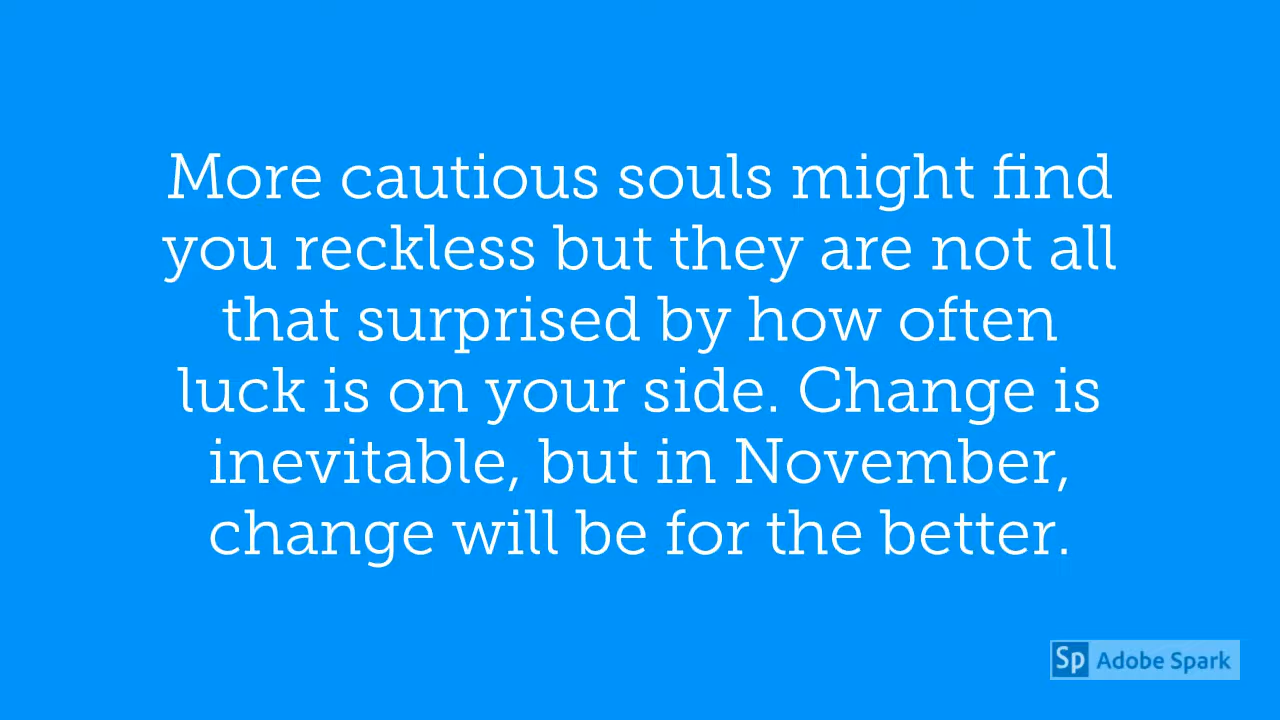 More cautious souls might find
you reckless but they are not all
that surprised by how often
luck is on your side. Change is
inevitable, but in November,
change will be for the better.
Sp Adobe Spark